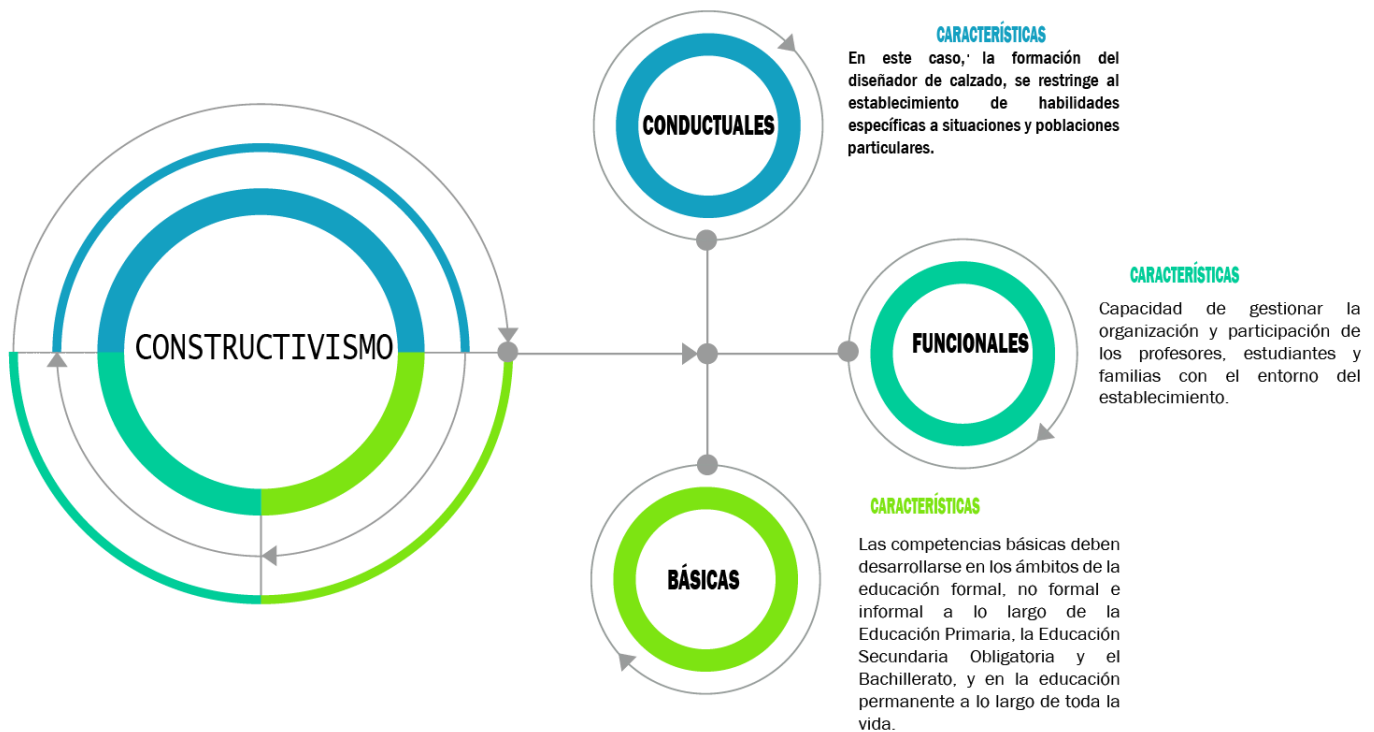 CONSTRUCTIVISMO
CONDUCTUALES
CARACTERÍSTICAS
En este caso, la formación del
diseñador de calzado, se restringe al
establecimiento de habilidades
específicas a situaciones y poblaciones
particulares.
FUNCIONALES
CARACTERÍSTICAS
Capacidad de gestionar la
organización y participación de
los profesores, estudiantes y
familias con el entorno del
establecimiento.
BÁSICAS
CARACTERÍSTICAS
Las competencias básicas deben
desarrollarse en los ámbitos de la
educación formal, no formal e
informal a lo largo de la
Educación Primaria, la Educación
Secundaria Obligatoria y el
Bachillerato, y en la educación
permanente a lo largo de toda la
vida.